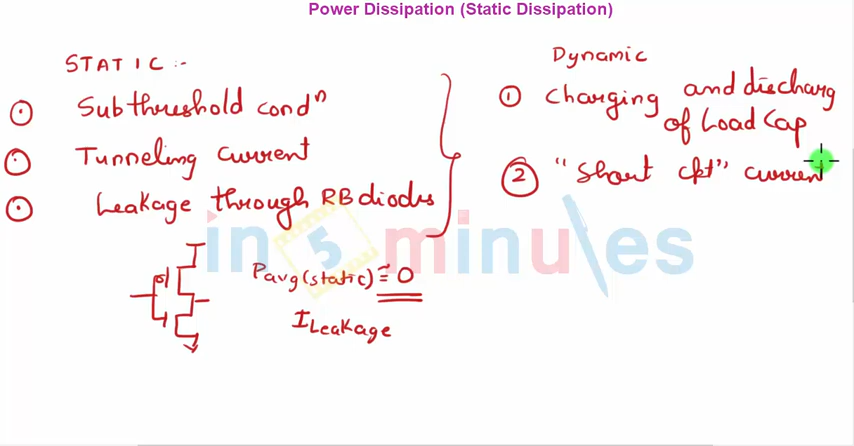 Power Dissipation (Static Dissipation)
STATIC :-
Subthreshold condⁿ
Tunneling current
Leakage through RB diodes
Pavg(static) ≈ 0
I Leakage
Dynamic
① Charging and discharg
of Load Cap
② "Short ckt" current
in 5 minutes